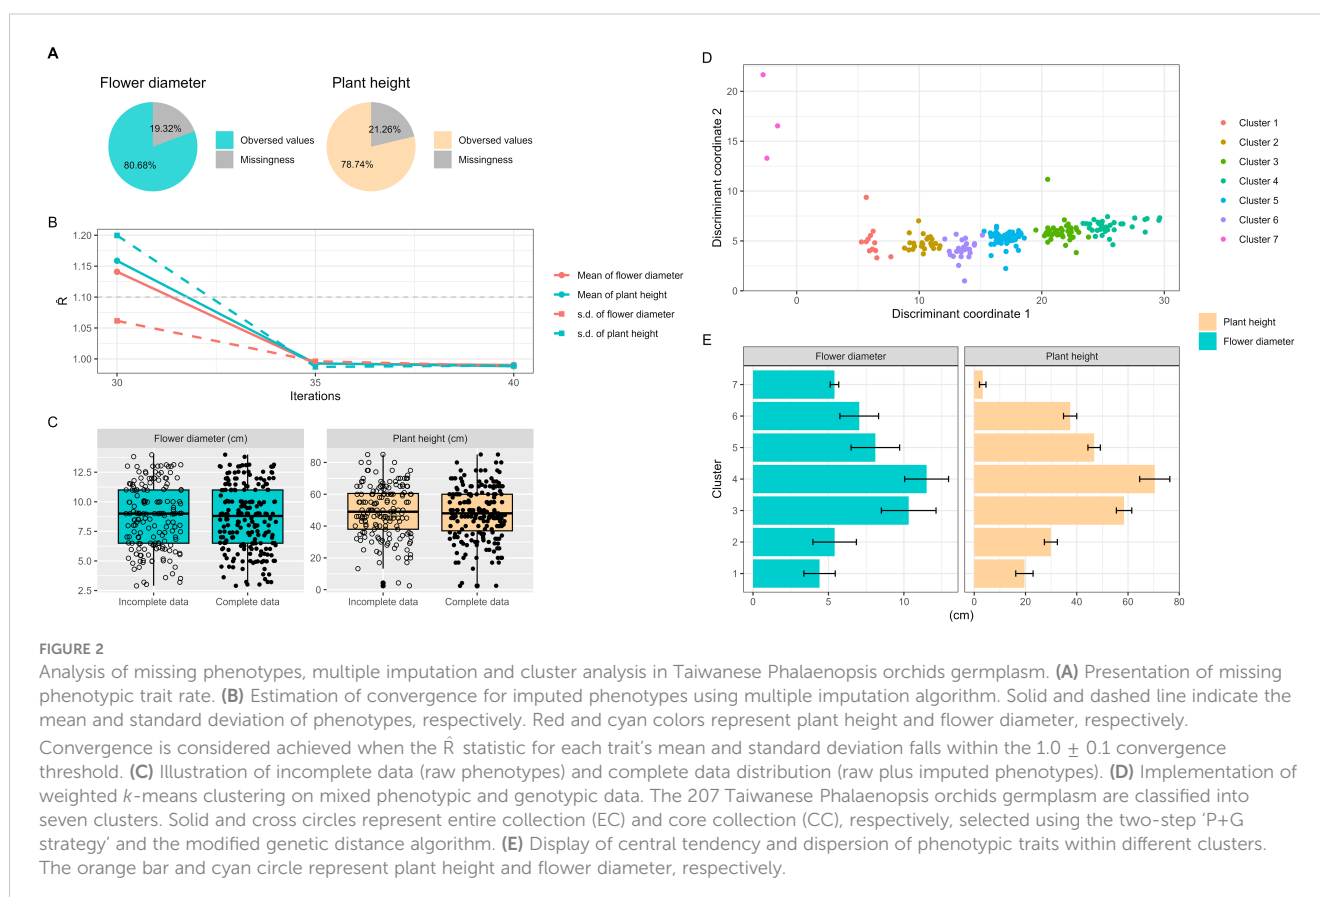 A
Flower diameter
19.32%
80.68%
Obversed values
Missingness
Plant height
21.26%
78.74%
Obversed values
Missingness
B
1.20
1.15
1.10
1.05
1.00
R̂
30
35
40
Iterations
Mean of flower diameter
Mean of plant height
s.d. of flower diameter
s.d. of plant height
C
Flower diameter (cm)
Plant height (cm)
12.5
10.0
7.5
5.0
2.5
80
60
40
20
0
Incomplete data
Complete data
Incomplete data
Complete data
D
Discriminant coordinate 2
20
15
10
5
0
0
10
20
30
Discriminant coordinate 1
Cluster 1
Cluster 2
Cluster 3
Cluster 4
Cluster 5
Cluster 6
Cluster 7
Plant height
Flower diameter
E
Flower diameter
Plant height
Cluster
7
6
5
4
3
2
1
0
5
10
0
20
40
60
80
(cm)
FIGURE 2
Analysis of missing phenotypes, multiple imputation and cluster analysis in Taiwanese Phalaenopsis orchids germplasm. (A) Presentation of missing
phenotypic trait rate. (B) Estimation of convergence for imputed phenotypes using multiple imputation algorithm. Solid and dashed line indicate the
mean and standard deviation of phenotypes, respectively. Red and cyan colors represent plant height and flower diameter, respectively.
Convergence is considered achieved when the R̂ statistic for each trait's mean and standard deviation falls within the 1.0 ± 0.1 convergence
threshold. (C) Illustration of incomplete data (raw phenotypes) and complete data distribution (raw plus imputed phenotypes). (D) Implementation of
weighted k-means clustering on mixed phenotypic and genotypic data. The 207 Taiwanese Phalaenopsis orchids germplasm are classified into
seven clusters. Solid and cross circles represent entire collection (EC) and core collection (CC), respectively, selected using the two-step 'P+G
strategy' and the modified genetic distance algorithm. (E) Display of central tendency and dispersion of phenotypic traits within different clusters.
The orange bar and cyan circle represent plant height and flower diameter, respectively.